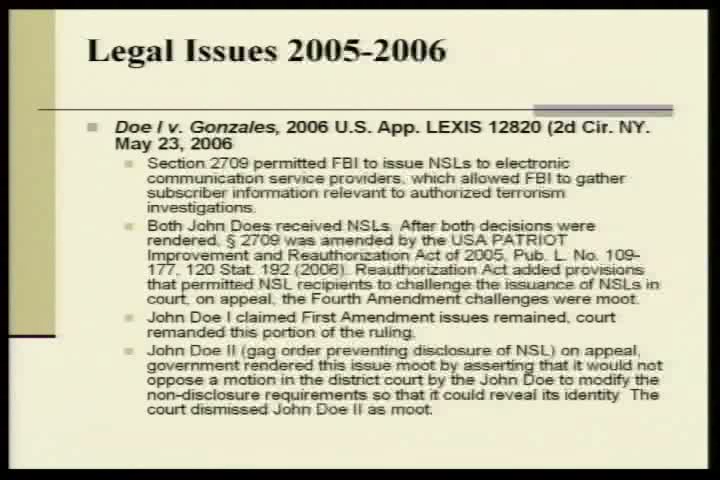 Legal Issues 2005-2006
Doe I v. Gonzales, 2006 U.S. App. LEXIS 12820 (2d Cir. NY.
May 23, 2006
Section 2709 permitted FBI to issue NSLs to electronic
communication service providers, which allowed FBI to gather
subscriber information relevant to authorized terrorism
investigations.
Both John Does received NSLs. After both decisions were
rendered, § 2709 was amended by the USA PATRIOT
Improvement and Reauthorization Act of 2005, Pub. L. No. 109-
177, 120 Stat. 192 (2006). Reauthorization Act added provisions
that permitted NSL recipients to challenge the issuance of NSLs in
court, on appeal, the Fourth Amendment challenges were moot.
John Doe I claimed First Amendment issues remained, court
remanded this portion of the ruling.
John Doe II (gag order preventing disclosure of NSL) on appeal,
government rendered this issue moot by asserting that it would not
oppose a motion in the district court by the John Doe to modify the
non-disclosure requirements so that it could reveal its identity The
court dismissed John Doe II as moot.